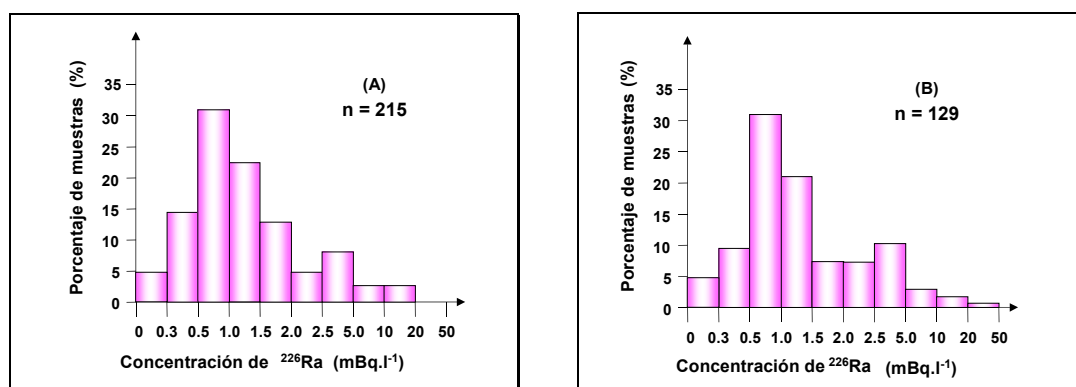 (A)
n = 215
Porcentaje de muestras (%)
35
30
25
20
15
10
5
0
0 0.3 0.5 1.0 1.5 2.0 2.5 5.0 10 20 50
Concentración de ²²⁶Ra (mBq.l⁻¹)
(B)
n = 129
Porcentaje de muestras (%)
35
30
25
20
15
10
5
0
0 0.3 0.5 1.0 1.5 2.0 2.5 5.0 10 20 50
Concentración de ²²⁶Ra (mBq.l⁻¹)